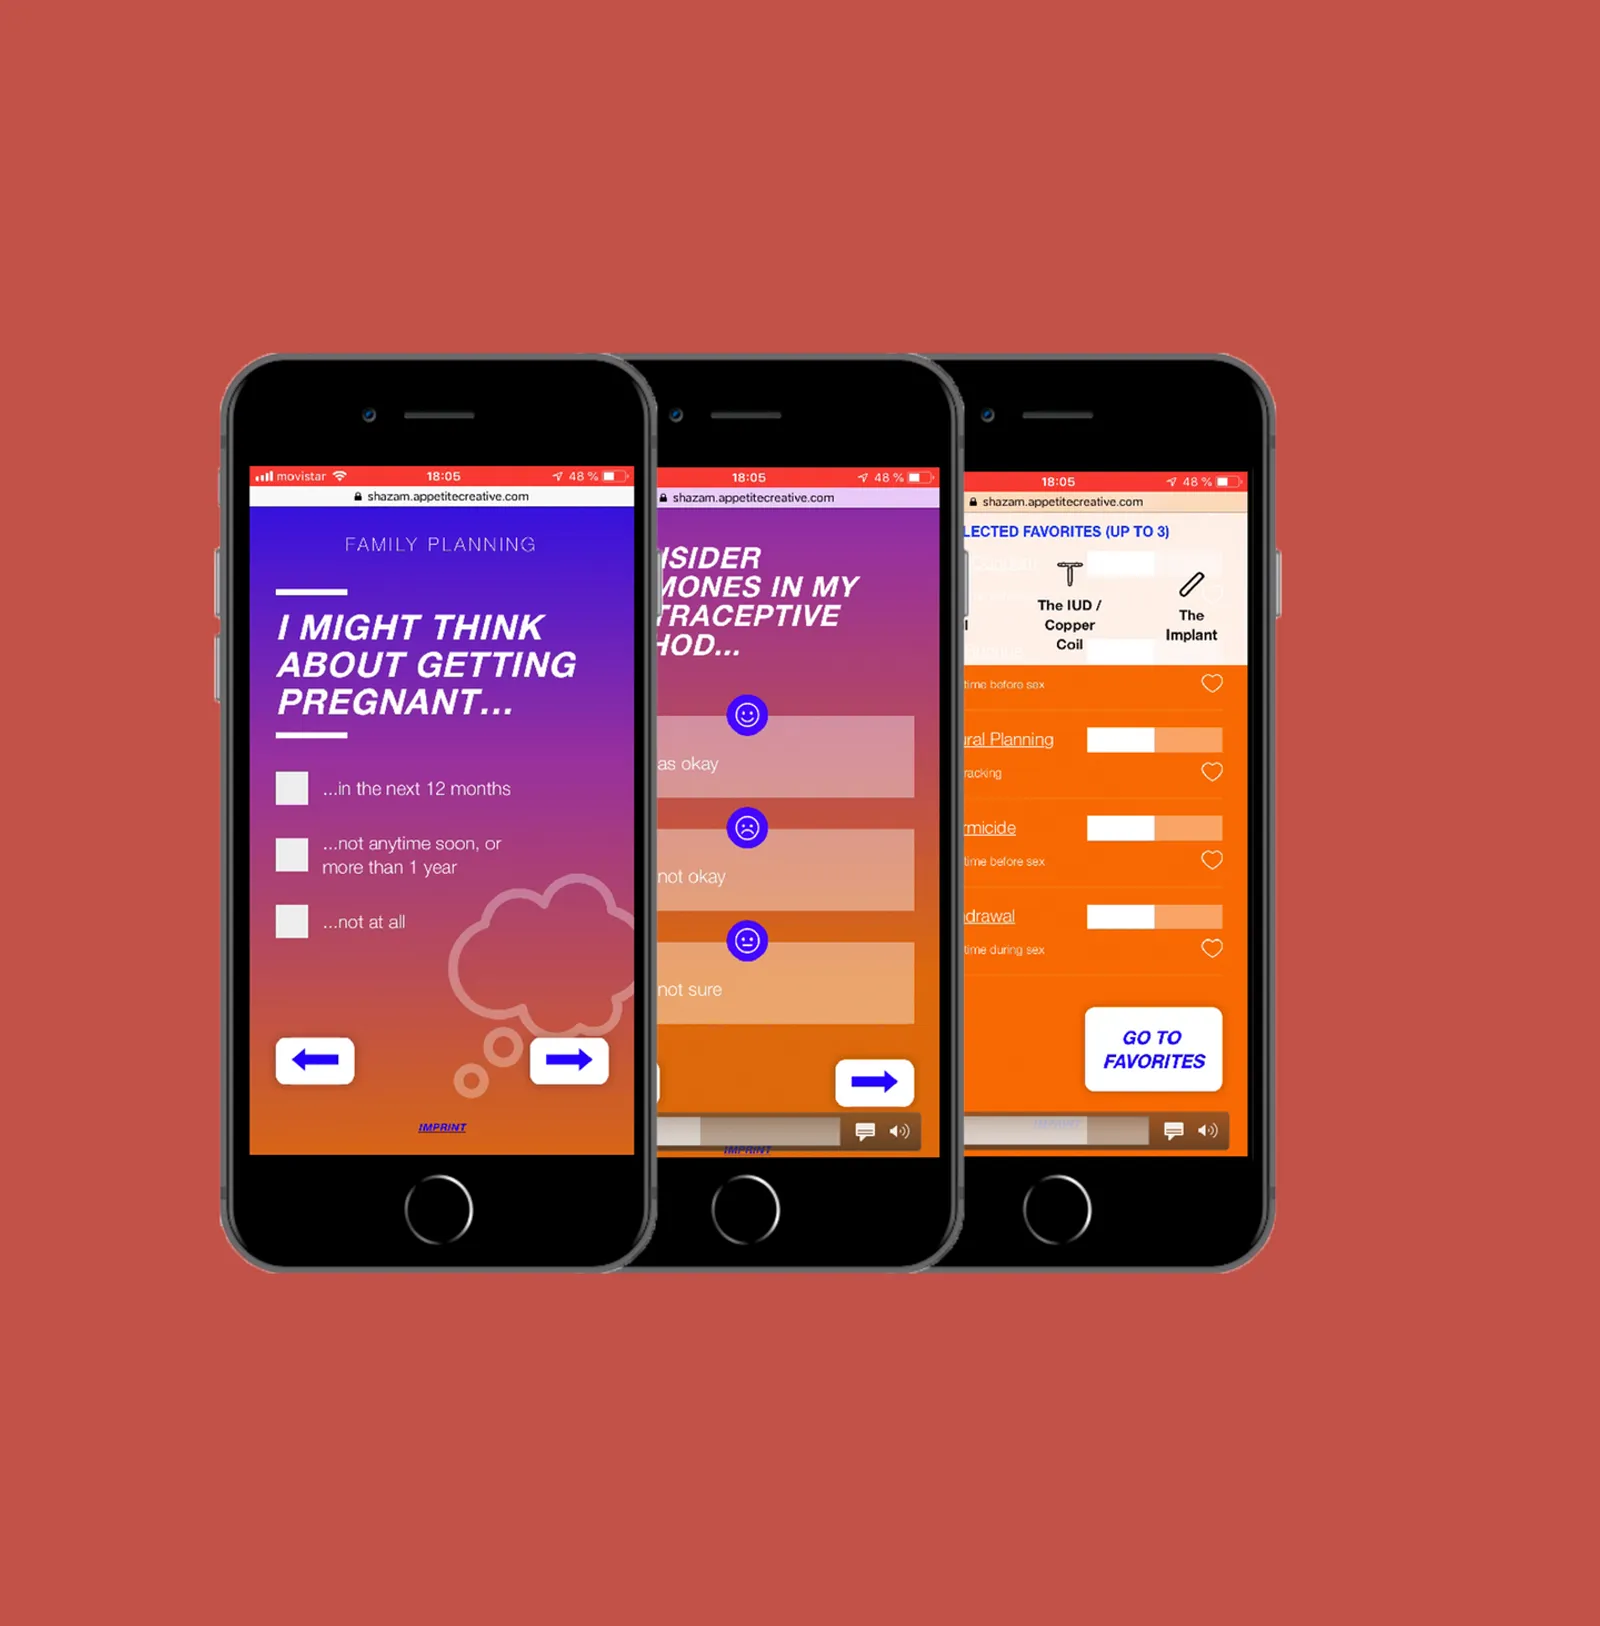 movistar
18:05
48 %
shazam.appetitecreative.com
FAMILY PLANNING
I MIGHT THINK
ABOUT GETTING
PREGNANT...
...in the next 12 months
...not anytime soon, or
more than 1 year
...not at all
IMPRINT
18:05
48 %
shazam.appetitecreative.com
NSIDER
MONES IN MY
TRACEPTIVE
HOD...
as okay
not okay
not sure
IMPRINT
18:05
48 %
shazam.appetitecreative.com
LECTED FAVORITES (UP TO 3)
The IUD /
Copper
Coil
The
Implant
time before sex
ural Planning
racking
rmicide
time before sex
drawal
time during sex
GO TO
FAVORITES